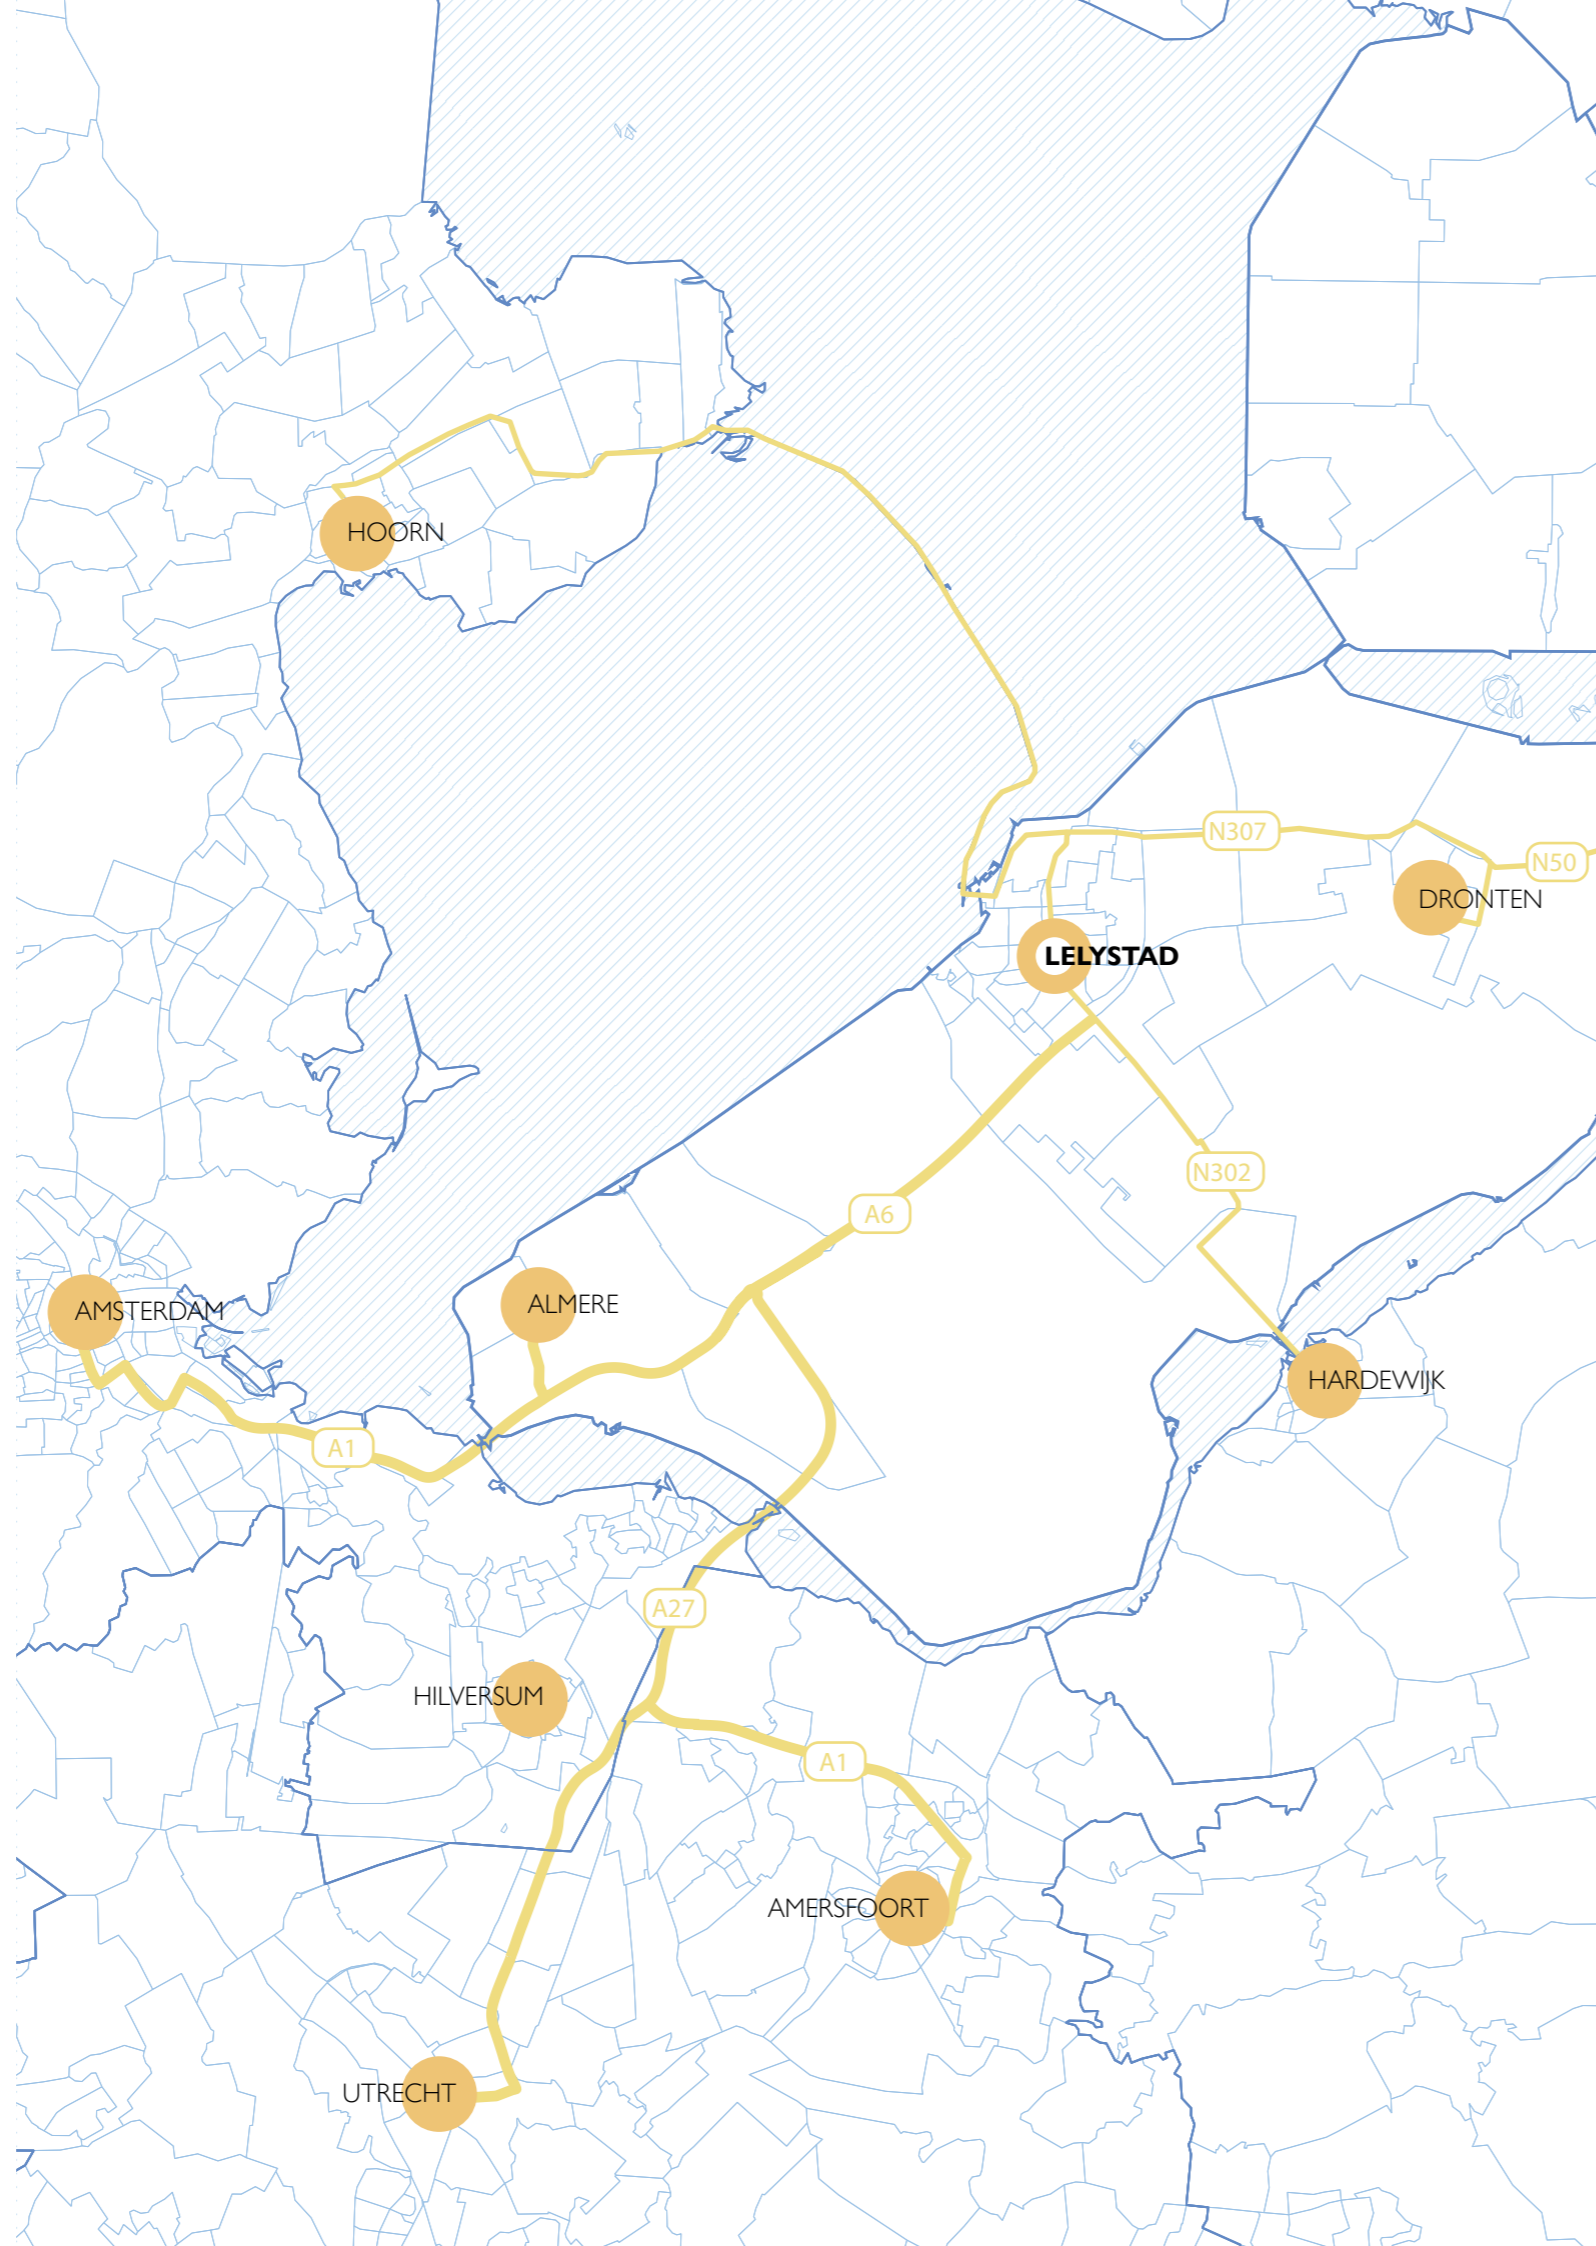 HOORN
N307
N50
DRONTEN
LELYSTAD
N302
A6
ALMERE
AMSTERDAM
HARDEWIJK
A1
A27
HILVERSUM
A1
AMERSFOORT
UTRECHT